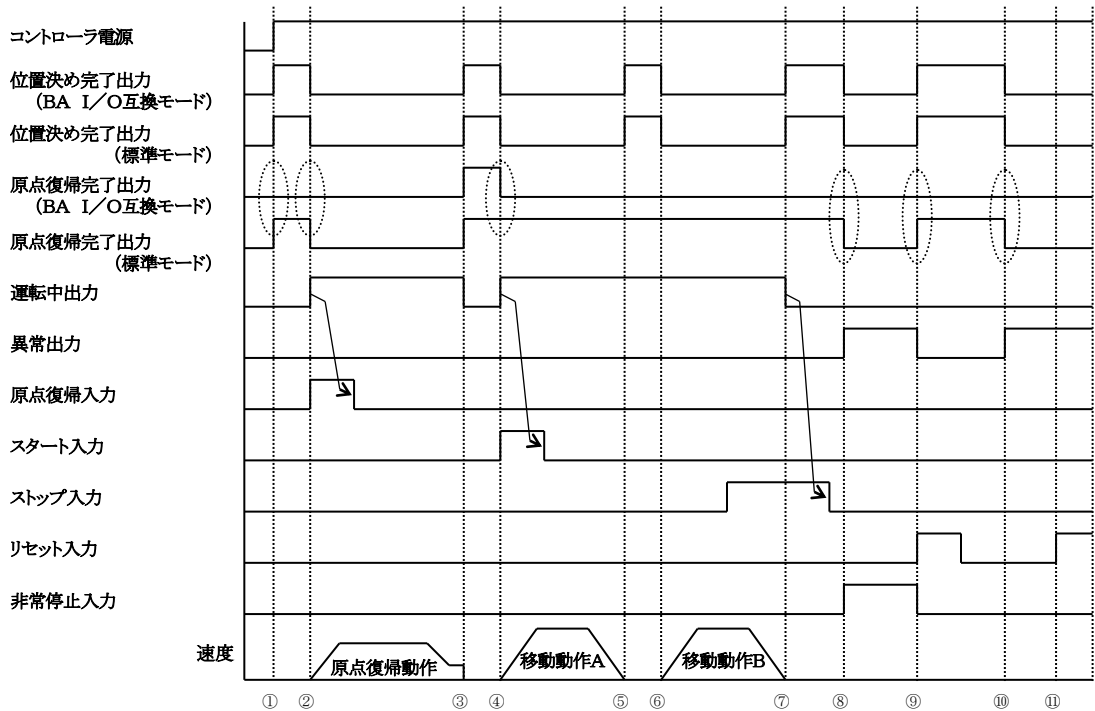 コントローラ電源
位置決め完了出力
(BA I/O互換モード)
位置決め完了出力
(標準モード)
原点復帰完了出力
(BA I/O互換モード)
原点復帰完了出力
(標準モード)
運転中出力
異常出力
原点復帰入力
スタート入力
ストップ入力
リセット入力
非常停止入力
速度
原点復帰動作
移動動作A
移動動作B
① ② ③ ④ ⑤ ⑥ ⑦ ⑧ ⑨ ⑩ ⑪